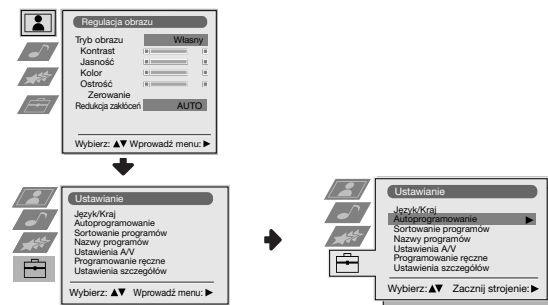 Regulacja obrazu
Tryb obrazu Własny
Kontrast
Jasność
Kolor
Ostrość
Zerowanie
Redukcja zakłóceń AUTO
Wybierz: ▲▼ Wprowadź menu: ▶
Ustawianie
Język/Kraj
Autoprogramowanie
Sortowanie programów
Nazwy programów
Ustawienia A/V
Programowanie ręczne
Ustawienia szczegółów
Wybierz: ▲▼ Wprowadź menu: ▶
Ustawianie
Język/Kraj
Autoprogramowanie ▶
Sortowanie programów
Nazwy programów
Ustawienia A/V
Programowanie ręczne
Ustawienia szczegółów
Wybierz: ▲▼ Zacznij strojenie: ▶